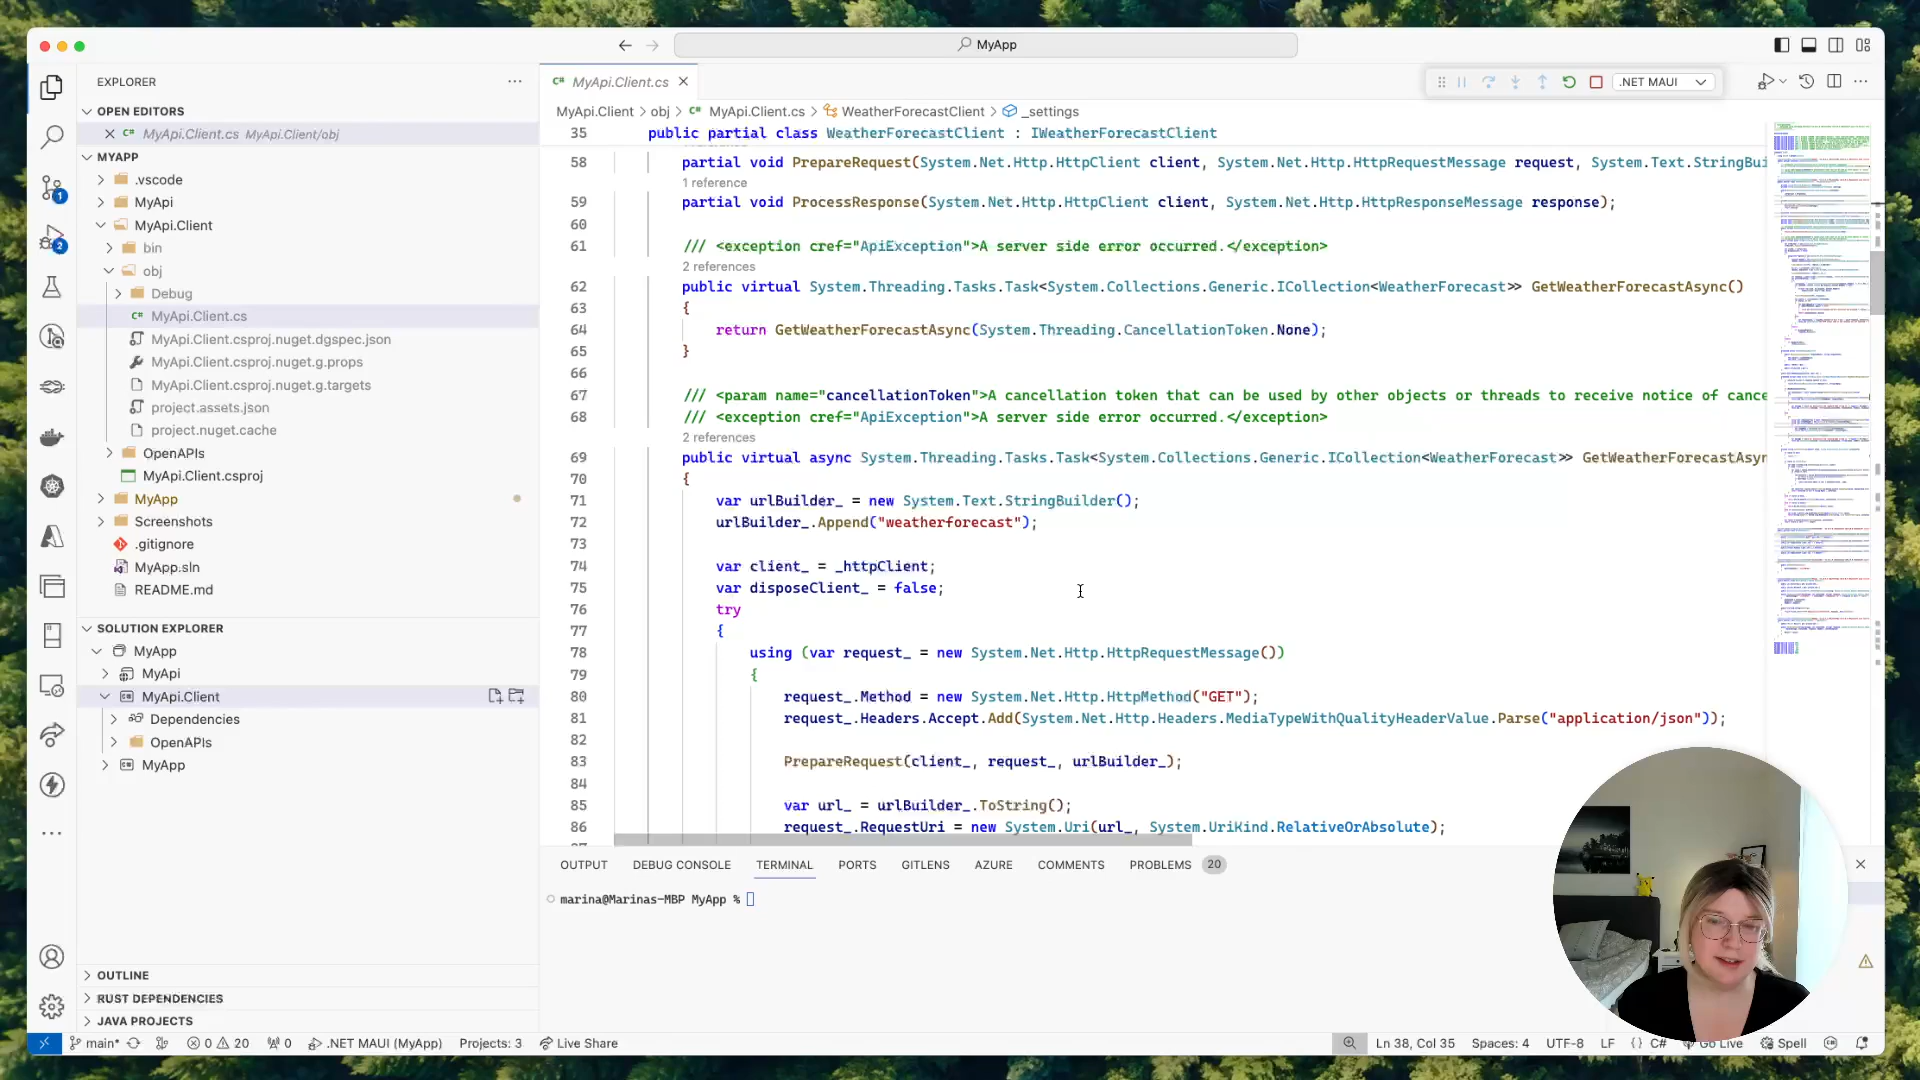 MyApp
EXPLORER
OPEN EDITORS
MyApi.Client.cs MyApi.Client/obj
MYAPP
.vscode
MyApi
MyApi.Client
bin
obj
Debug
MyApi.Client.cs
MyApi.Client.csproj.nuget.dgspec.json
MyApi.Client.csproj.nuget.g.props
MyApi.Client.csproj.nuget.g.targets
project.assets.json
project.nuget.cache
OpenAPIs
MyApi.Client.csproj
MyApp
Screenshots
.gitignore
MyApp.sln
README.md
SOLUTION EXPLORER
MyApp
MyApi
MyApi.Client
Dependencies
OpenAPIs
MyApp
OUTLINE
RUST DEPENDENCIES
JAVA PROJECTS
1
2
C# MyApi.Client.cs
.NET MAUI
MyApi.Client > obj > C# MyApi.Client.cs > WeatherForecastClient > _settings
35 public partial class WeatherForecastClient : IWeatherForecastClient
58 partial void PrepareRequest(System.Net.Http.HttpClient client, System.Net.Http.HttpRequestMessage request, System.Text.StringBui
1 reference
59 partial void ProcessResponse(System.Net.Http.HttpClient client, System.Net.Http.HttpResponseMessage response);
60
61 /// <exception cref="ApiException">A server side error occurred.</exception>
2 references
62 public virtual System.Threading.Tasks.Task<System.Collections.Generic.ICollection<WeatherForecast>> GetWeatherForecastAsync()
63 {
64 return GetWeatherForecastAsync(System.Threading.CancellationToken.None);
65 }
66
67 /// <param name="cancellationToken">A cancellation token that can be used by other objects or threads to receive notice of cance
68 /// <exception cref="ApiException">A server side error occurred.</exception>
2 references
69 public virtual async System.Threading.Tasks.Task<System.Collections.Generic.ICollection<WeatherForecast>> GetWeatherForecastAsyn
70 {
71 var urlBuilder_ = new System.Text.StringBuilder();
72 urlBuilder_.Append("weatherforecast");
73
74 var client_ = _httpClient;
75 var disposeClient_ = false;
76 try
77 {
78 using (var request_ = new System.Net.Http.HttpRequestMessage())
79 {
80 request_.Method = new System.Net.Http.HttpMethod("GET");
81 request_.Headers.Accept.Add(System.Net.Http.Headers.MediaTypeWithQualityHeaderValue.Parse("application/json"));
82
83 PrepareRequest(client_, request_, urlBuilder_);
84
85 var url_ = urlBuilder_.ToString();
86 request_.RequestUri = new System.Uri(url_, System.UriKind.RelativeOrAbsolute);
OUTPUT DEBUG CONSOLE TERMINAL PORTS GITLENS AZURE COMMENTS PROBLEMS 20
marina@Marinas-MBP MyApp %
main* 0 20 0 .NET MAUI (MyApp) Projects: 3 Live Share Ln 38, Col 35 Spaces: 4 UTF-8 LF {} C# Go Live Spell